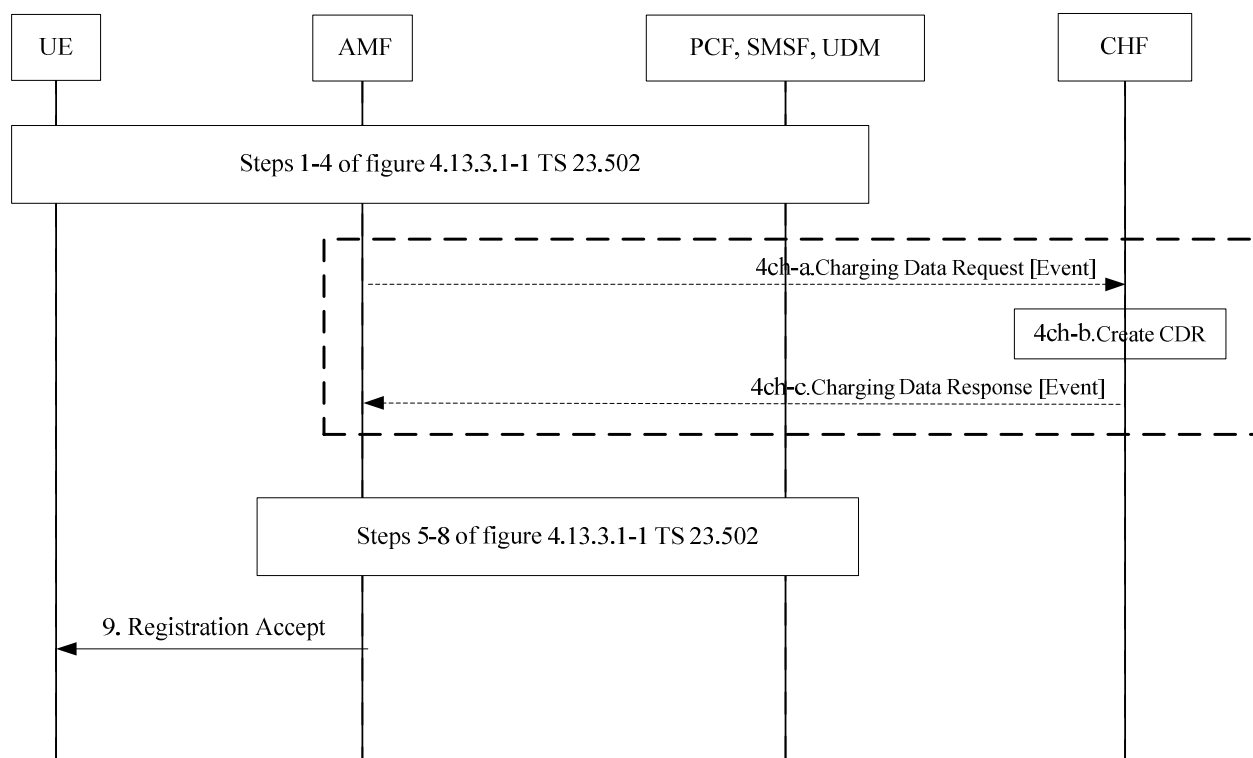 UE
AMF
PCF, SMSF, UDM
CHF
Steps 1-4 of figure 4.13.3.1-1 TS 23.502
4ch-a.Charging Data Request [Event]
4ch-b.Create CDR
4ch-c.Charging Data Response [Event]
Steps 5-8 of figure 4.13.3.1-1 TS 23.502
9. Registration Accept